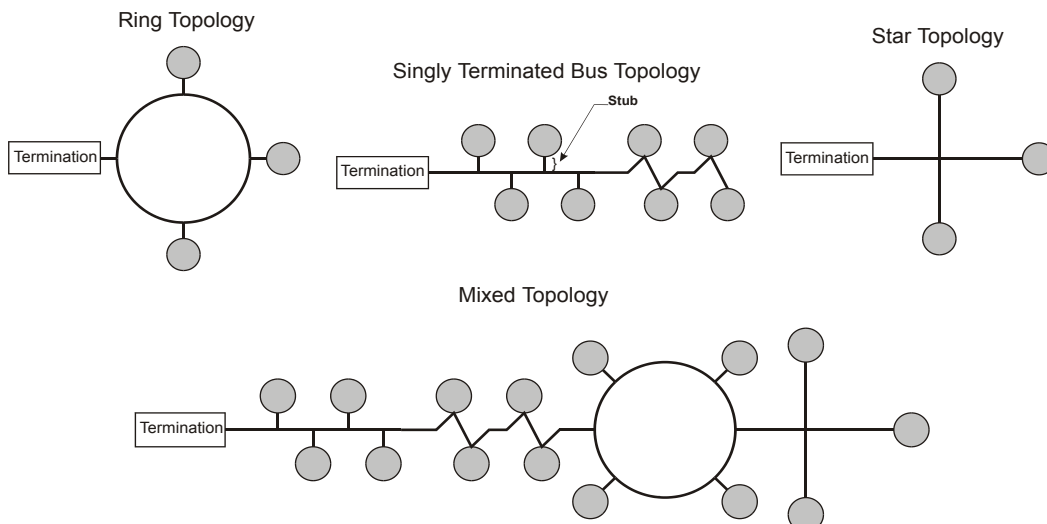 Ring Topology
Star Topology
Singly Terminated Bus Topology
Stub
Termination
Termination
Termination
}
Mixed Topology
Termination